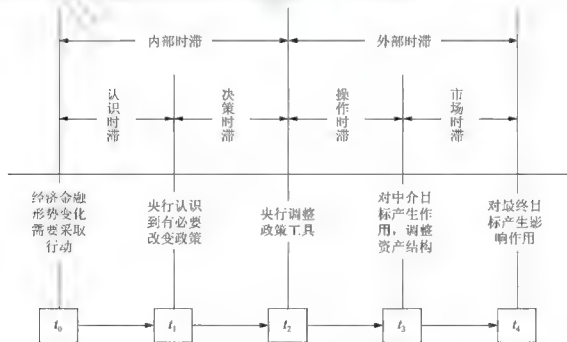 内部时滞
外部时滞
认识时滞
决策时滞
操作时滞
市场时滞
经济金融
形势变化
需要采取
行动
央行认识
到有必要
改变政策
央行调整
政策工具
对中介目
标产生作
用，调整
资产结构
对最终目
标产生影
响作用
t₀
t₁
t₂
t₃
t₄